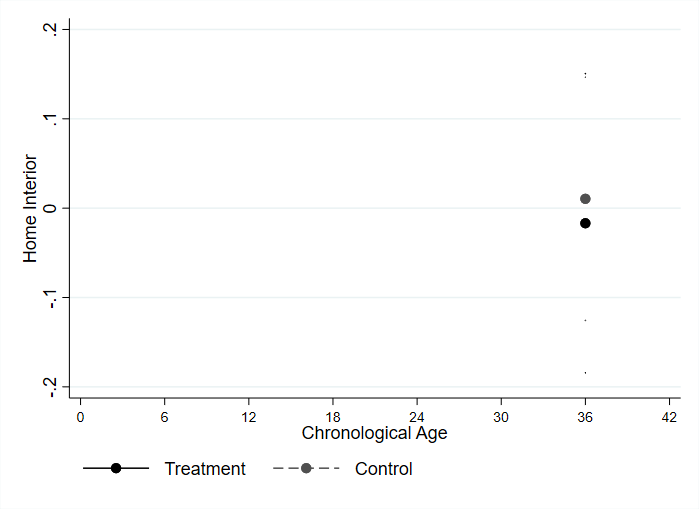 .2
.1
0
-.1
-.2
Home Interior
0 6 12 18 24 30 36 42
Chronological Age
Treatment Control